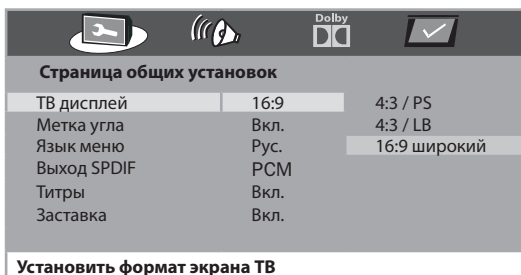 Dolby
Страница общих установок
ТВ дисплей 16:9 4:3 / PS
Метка угла Вкл. 4:3 / LB
Язык меню Рус. 16:9 широкий
Выход SPDIF PCM
Титры Вкл.
Заставка Вкл.
Установить формат экрана ТВ